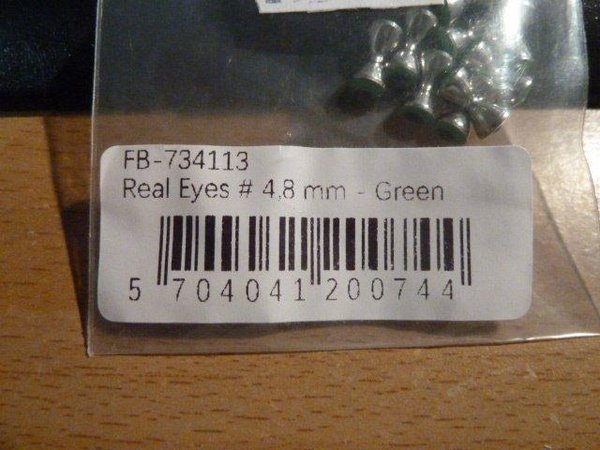 FB-734113
Real Eyes # 4,8 mm - Green
5 704041 200744